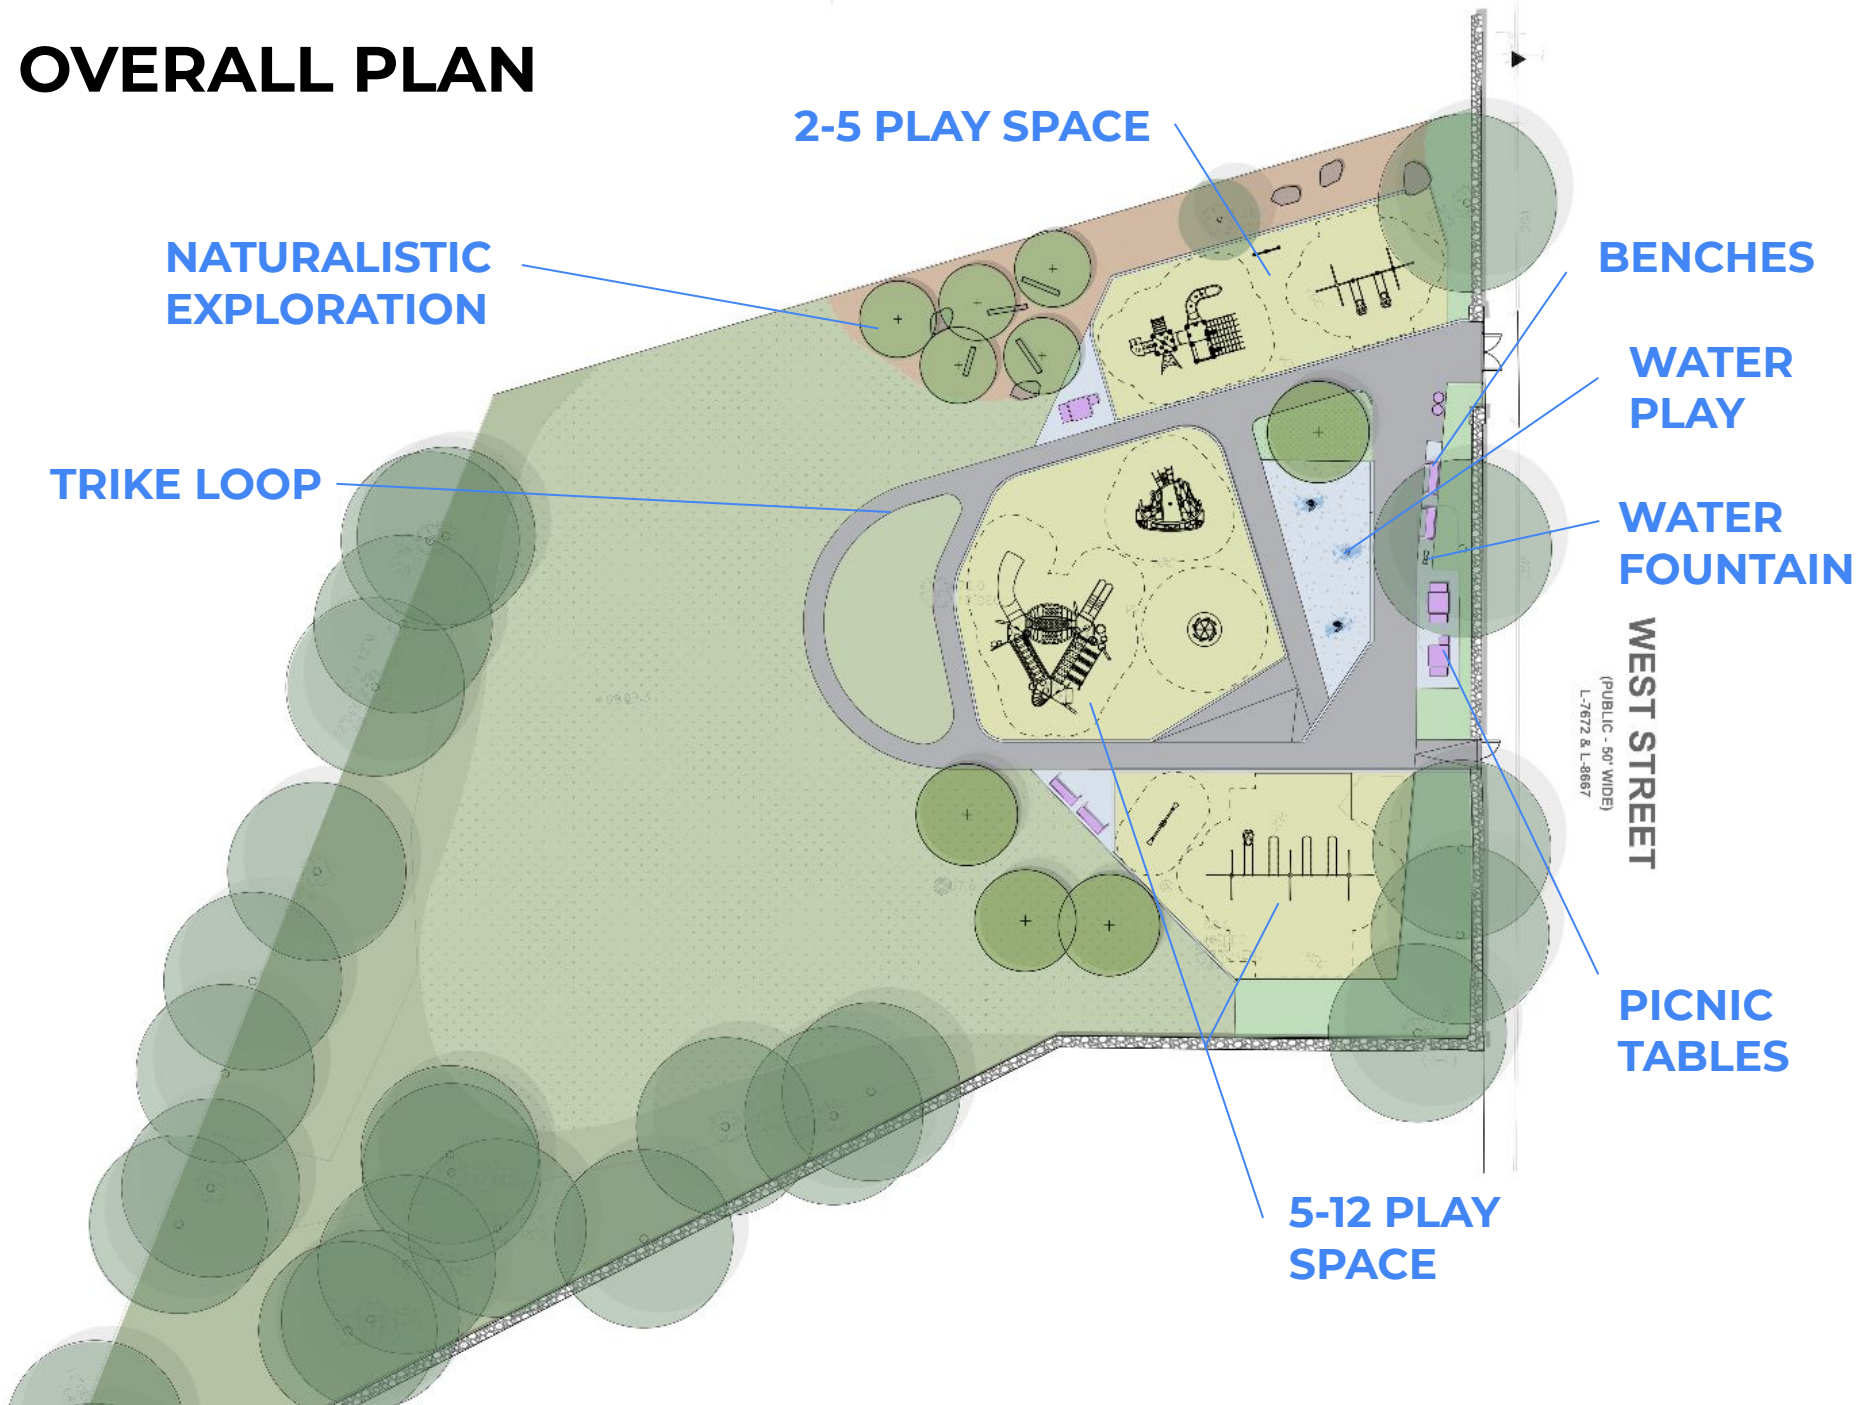 OVERALL PLAN
2-5 PLAY SPACE
NATURALISTIC
EXPLORATION
BENCHES
WATER
PLAY
TRIKE LOOP
WATER
FOUNTAIN
WEST STREET
(PUBLIC - 50' WIDE)
L-7672 & L-8667
PICNIC
TABLES
5-12 PLAY
SPACE